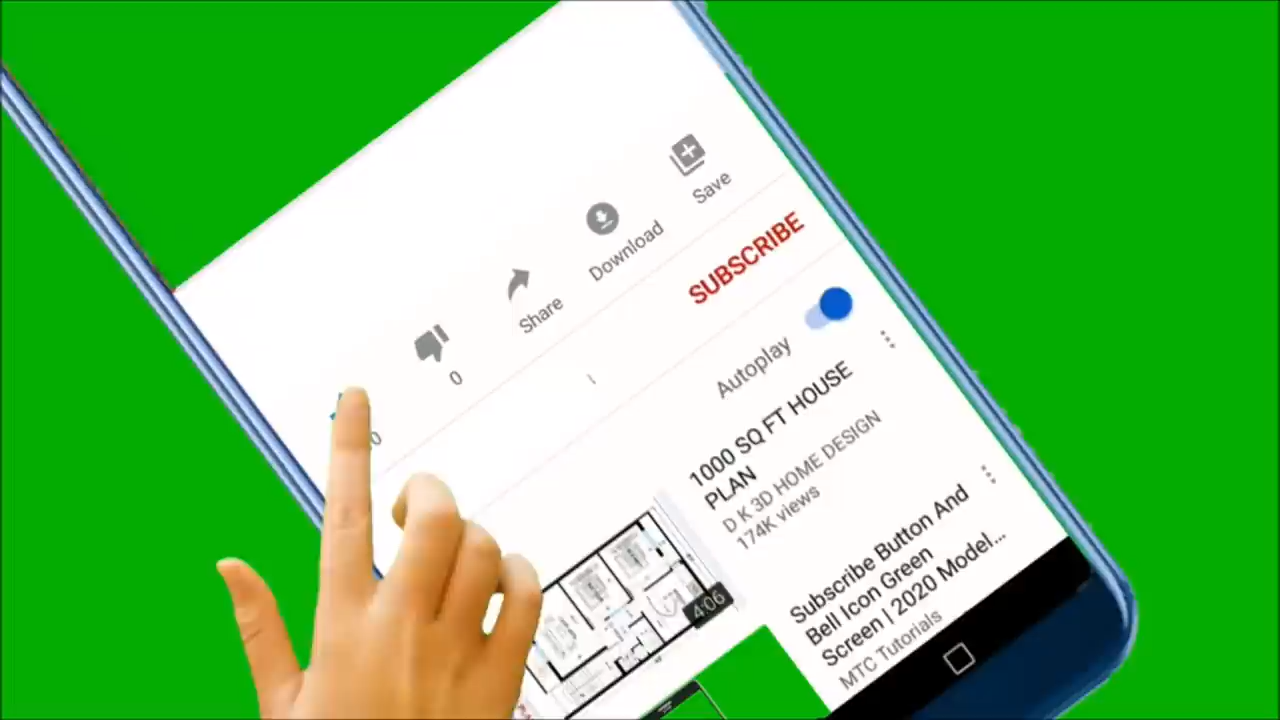 0
0
Share
Download
Save
SUBSCRIBE
Autoplay
1000 SQ FT HOUSE
PLAN
D K 3D HOME DESIGN
174K views
4:06
Subscribe Button And
Bell Icon Green
Screen | 2020 Model...
MTC Tutorials